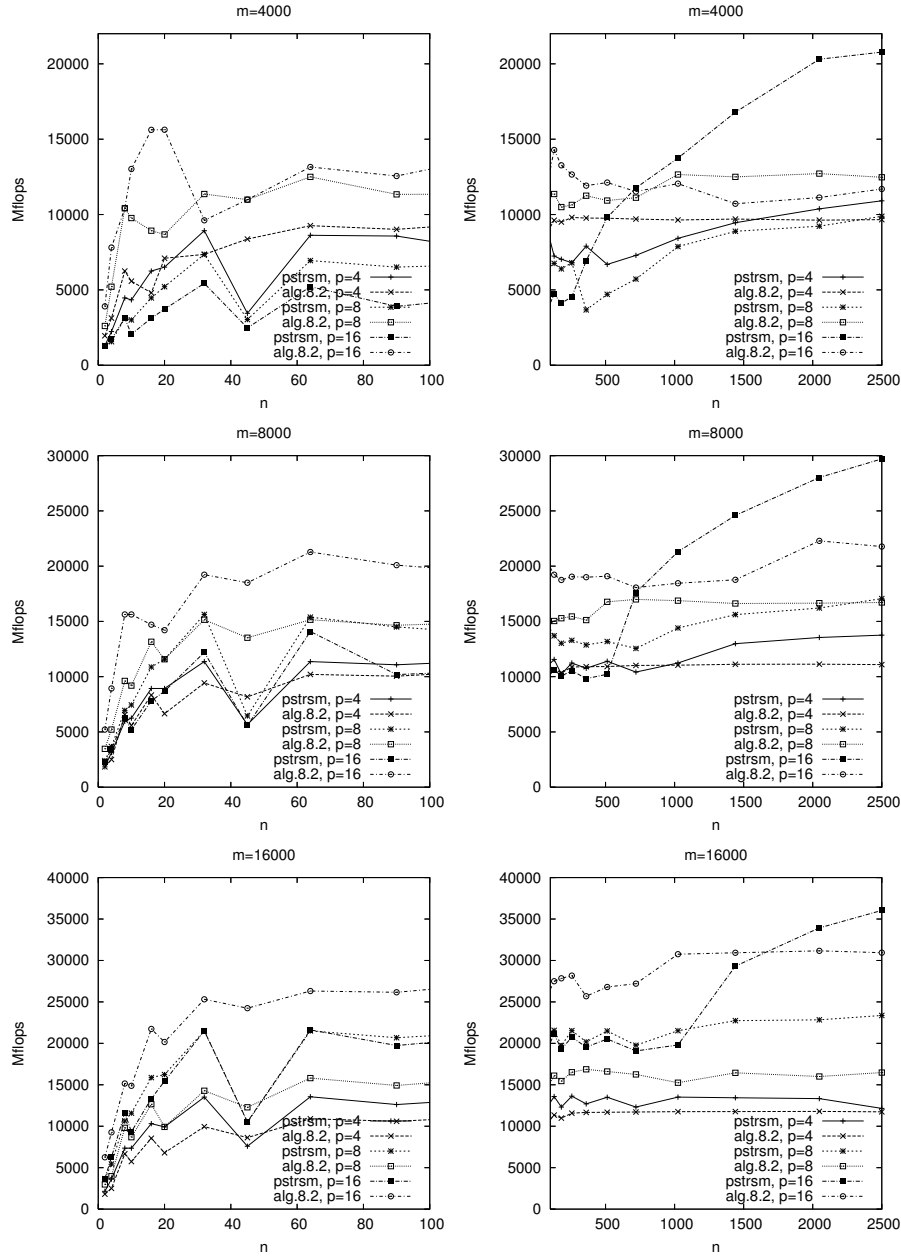 m=4000
Mflops
20000
15000
10000
5000
0
0 20 40 60 80 100
n
pstrsm, p=4
alg.8.2, p=4
pstrsm, p=8
alg.8.2, p=8
pstrsm, p=16
alg.8.2, p=16
m=4000
Mflops
20000
15000
10000
5000
0
500 1000 1500 2000 2500
n
pstrsm, p=4
alg.8.2, p=4
pstrsm, p=8
alg.8.2, p=8
pstrsm, p=16
alg.8.2, p=16
m=8000
Mflops
30000
25000
20000
15000
10000
5000
0
0 20 40 60 80 100
n
pstrsm, p=4
alg.8.2, p=4
pstrsm, p=8
alg.8.2, p=8
pstrsm, p=16
alg.8.2, p=16
m=8000
Mflops
30000
25000
20000
15000
10000
5000
0
500 1000 1500 2000 2500
n
pstrsm, p=4
alg.8.2, p=4
pstrsm, p=8
alg.8.2, p=8
pstrsm, p=16
alg.8.2, p=16
m=16000
Mflops
40000
35000
30000
25000
20000
15000
10000
5000
0
0 20 40 60 80 100
n
pstrsm, p=4
alg.8.2, p=4
pstrsm, p=8
alg.8.2, p=8
pstrsm, p=16
alg.8.2, p=16
m=16000
Mflops
40000
35000
30000
25000
20000
15000
10000
5000
0
500 1000 1500 2000 2500
n
pstrsm, p=4
alg.8.2, p=4
pstrsm, p=8
alg.8.2, p=8
pstrsm, p=16
alg.8.2, p=16